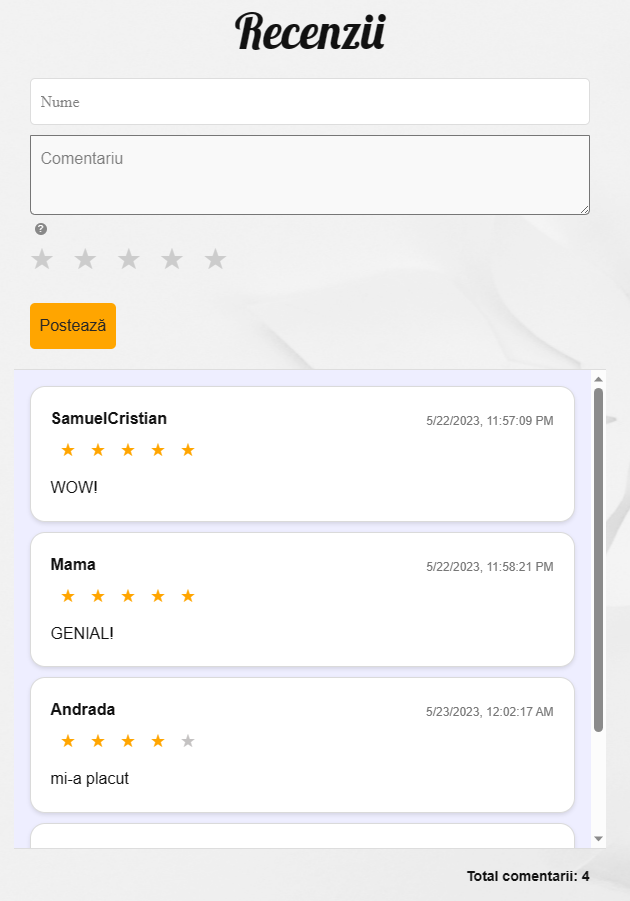 Recenzii
Nume
Comentariu
?
Postează
SamuelCristian 5/22/2023, 11:57:09 PM
WOW!
Mama 5/22/2023, 11:58:21 PM
GENIAL!
Andrada 5/23/2023, 12:02:17 AM
mi-a placut
Total comentarii: 4